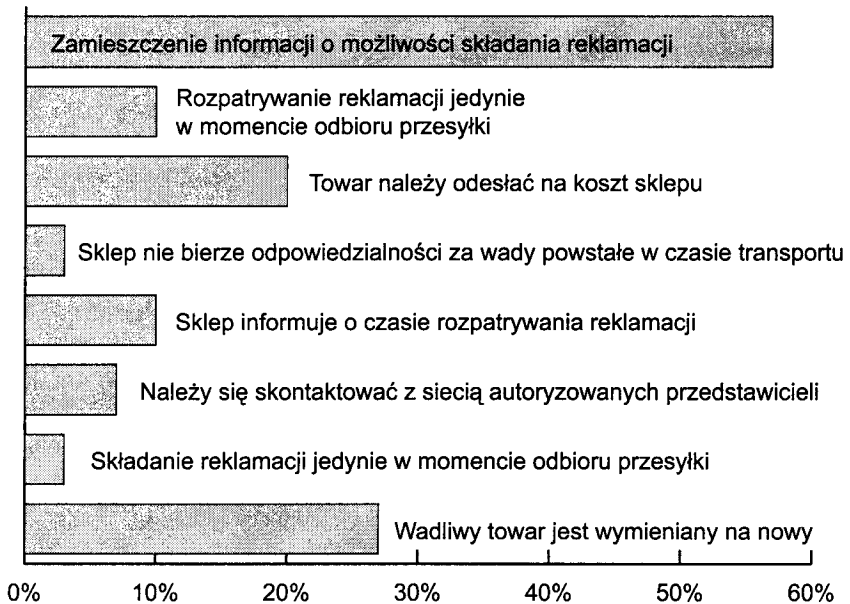 Zamieszczenie informacji o możliwości składania reklamacji
Rozpatrywanie reklamacji jedynie
w momencie odbioru przesyłki
Towar należy odesłać na koszt sklepu
Sklep nie bierze odpowiedzialności za wady powstałe w czasie transportu
Sklep informuje o czasie rozpatrywania reklamacji
Należy się skontaktować z siecią autoryzowanych przedstawicieli
Składanie reklamacji jedynie w momencie odbioru przesyłki
Wadliwy towar jest wymieniany na nowy
0% 10% 20% 30% 40% 50% 60%